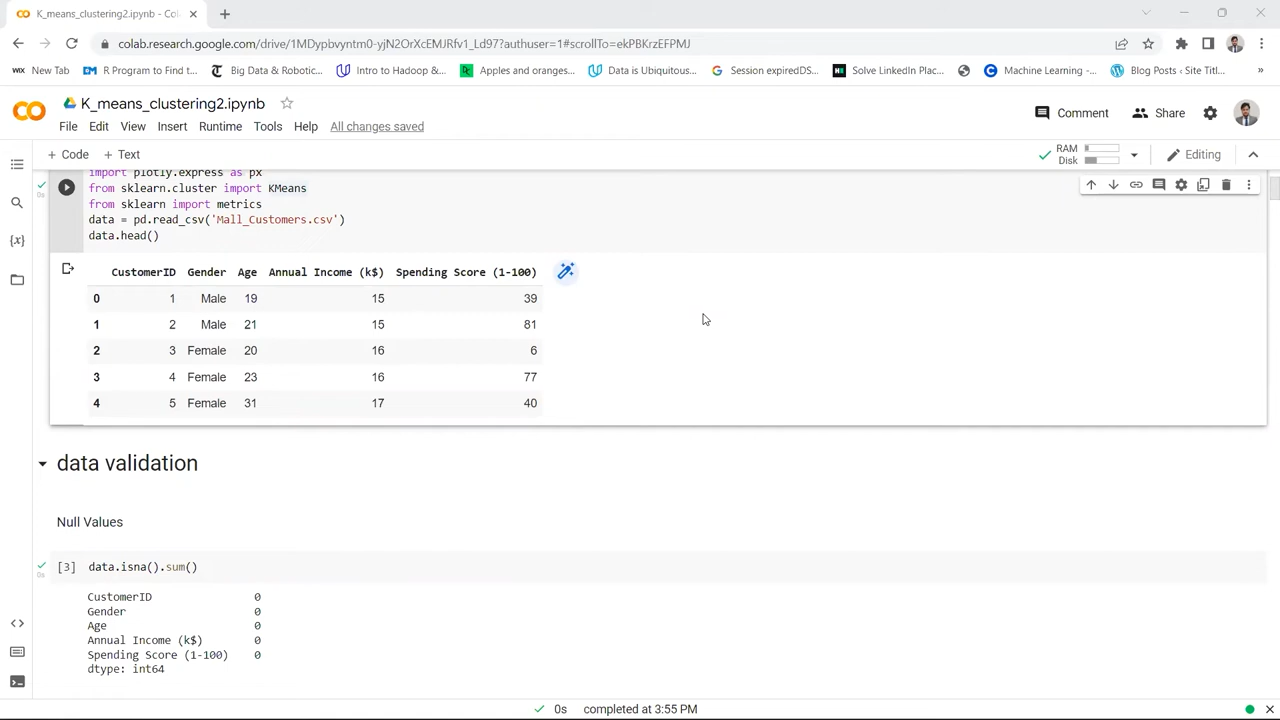 K_means_clustering2.ipynb - Colab
colab.research.google.com/drive/1MDypbvyntm0-yjN2OrXcEMJRfv1_Ld97?authuser=1#scrollTo=ekPBKrzEFPMJ
WIX New Tab R Program to Find t... Big Data & Robotic... Intro to Hadoop &... Apples and oranges... Data is Ubiquitous... Session expiredDS... Solve LinkedIn Plac... Machine Learning -... Blog Posts ‹ Site Titl... »
CO K_means_clustering2.ipynb
Comment Share
File Edit View Insert Runtime Tools Help All changes saved
+ Code + Text
RAM
Disk
Editing
import plotly.express as px
from sklearn.cluster import KMeans
from sklearn import metrics
data = pd.read_csv('Mall_Customers.csv')
data.head()
0s
CustomerID Gender Age Annual Income (k$) Spending Score (1-100)
0 1 Male 19 15 39
1 2 Male 21 15 81
2 3 Female 20 16 6
3 4 Female 23 16 77
4 5 Female 31 17 40
data validation
Null Values
[3] data.isna().sum()
0s
CustomerID 0
Gender 0
Age 0
Annual Income (k$) 0
Spending Score (1-100) 0
dtype: int64
{x}
0s completed at 3:55 PM